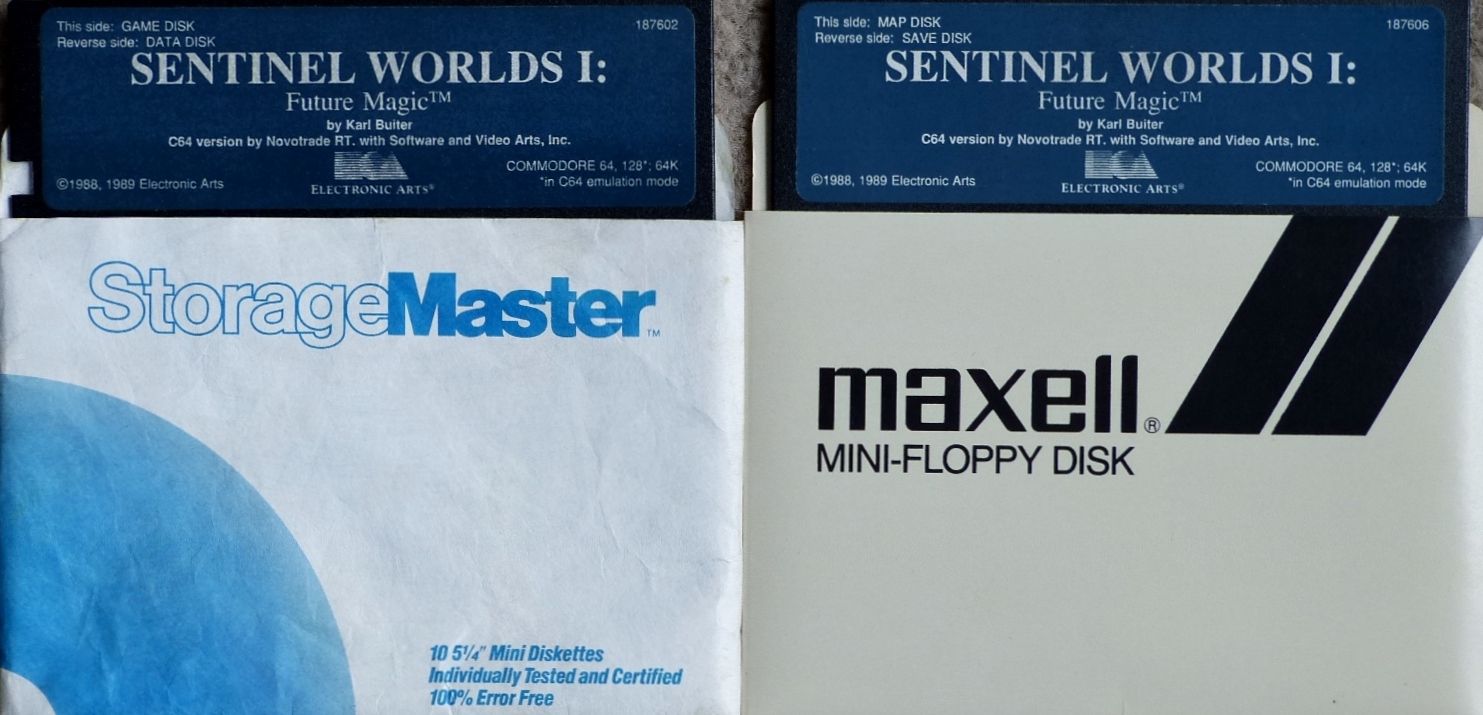 This side: GAME DISK
187602
Reverse side: DATA DISK
SENTINEL WORLDS I:
Future Magic™
by Karl Buiter
C64 version by Novotrade RT. with Software and Video Arts, Inc.
COMMODORE 64, 128*; 64K
©1988, 1989 Electronic Arts
ELECTRONIC ARTS®
*in C64 emulation mode
StorageMaster™
10 5¼" Mini Diskettes
Individually Tested and Certified
100% Error Free
This side: MAP DISK
187606
Reverse side: SAVE DISK
SENTINEL WORLDS I:
Future Magic™
by Karl Buiter
C64 version by Novotrade RT. with Software and Video Arts, Inc.
COMMODORE 64, 128*; 64K
©1988, 1989 Electronic Arts
ELECTRONIC ARTS®
*in C64 emulation mode
maxell®
MINI-FLOPPY DISK